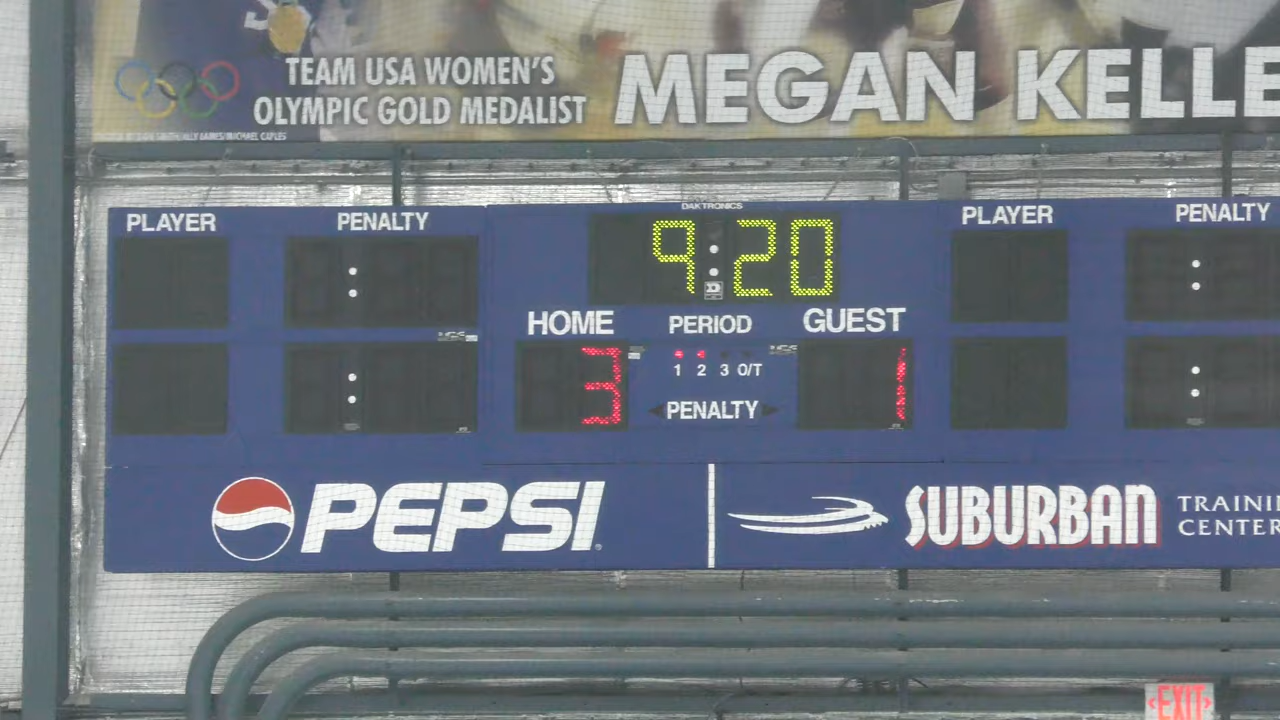 TEAM USA WOMEN'S
OLYMPIC GOLD MEDALIST
MEGAN KELLE
DAKTRONICS
PLAYER PENALTY
9:20
PLAYER PENALTY
HOME PERIOD GUEST
3
1 2 3 O/T
1
PENALTY
PEPSI
SUBURBAN
TRAINI
CENTER
EXIT